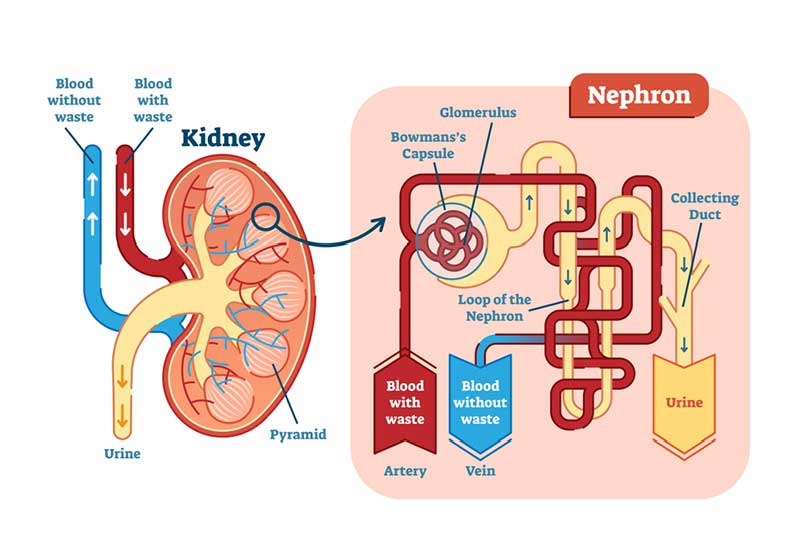 Blood
without
waste
Blood
with
waste
Kidney
Pyramid
Urine
Nephron
Glomerulus
Bowmans's
Capsule
Collecting
Duct
Loop of the
Nephron
Blood
with
waste
Blood
without
waste
Urine
Artery
Vein